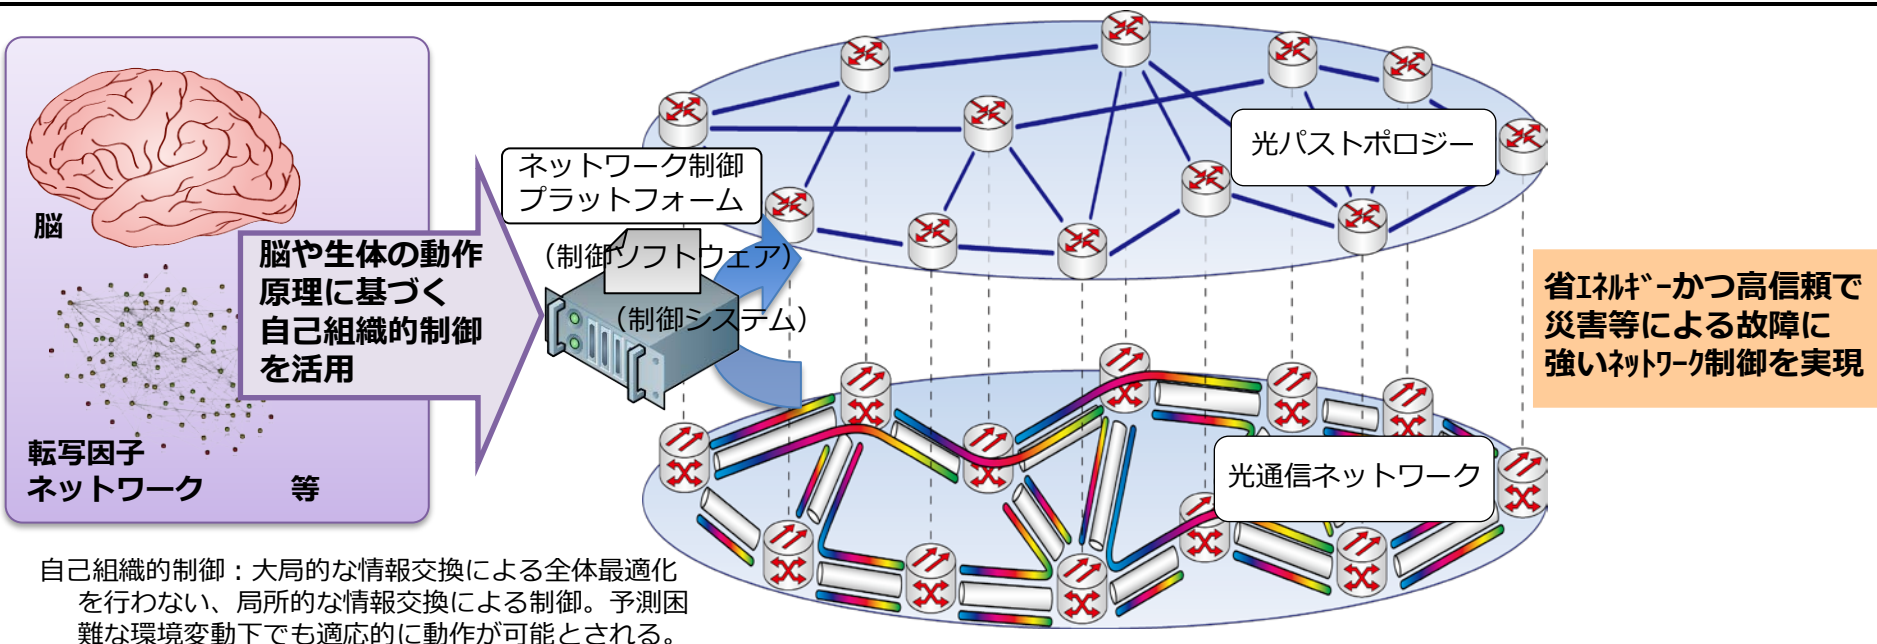 脳
転写因子
ネットワーク　　　等
脳や生体の動作
原理に基づく
自己組織的制御
を活用
ネットワーク制御
プラットフォーム
（制御ソフトウェア）
（制御システム）
光パストポロジー
光通信ネットワーク
省ｴﾈﾙｷﾞｰかつ高信頼で
災害等による故障に
強いﾈｯﾄﾜｰｸ制御を実現
自己組織的制御：大局的な情報交換による全体最適化
を行わない、局所的な情報交換による制御。予測困
難な環境変動下でも適応的に動作が可能とされる。